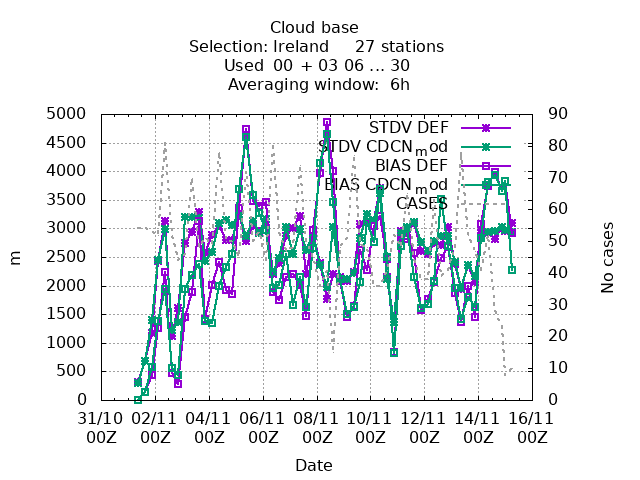 Cloud base
Selection: Ireland 27 stations
Used 00 + 03 06 ... 30
Averaging window: 6h
5000
4500
4000
3500
3000
2500
2000
1500
1000
500
0
m
STDV DEF
STDV CDCNmod
BIAS DEF
BIAS CDCNmod
CASES
90
80
70
60
50
40
30
20
10
0
No cases
31/10 02/11 04/11 06/11 08/11 10/11 12/11 14/11 16/11
00Z 00Z 00Z 00Z 00Z 00Z 00Z 00Z 00Z
Date